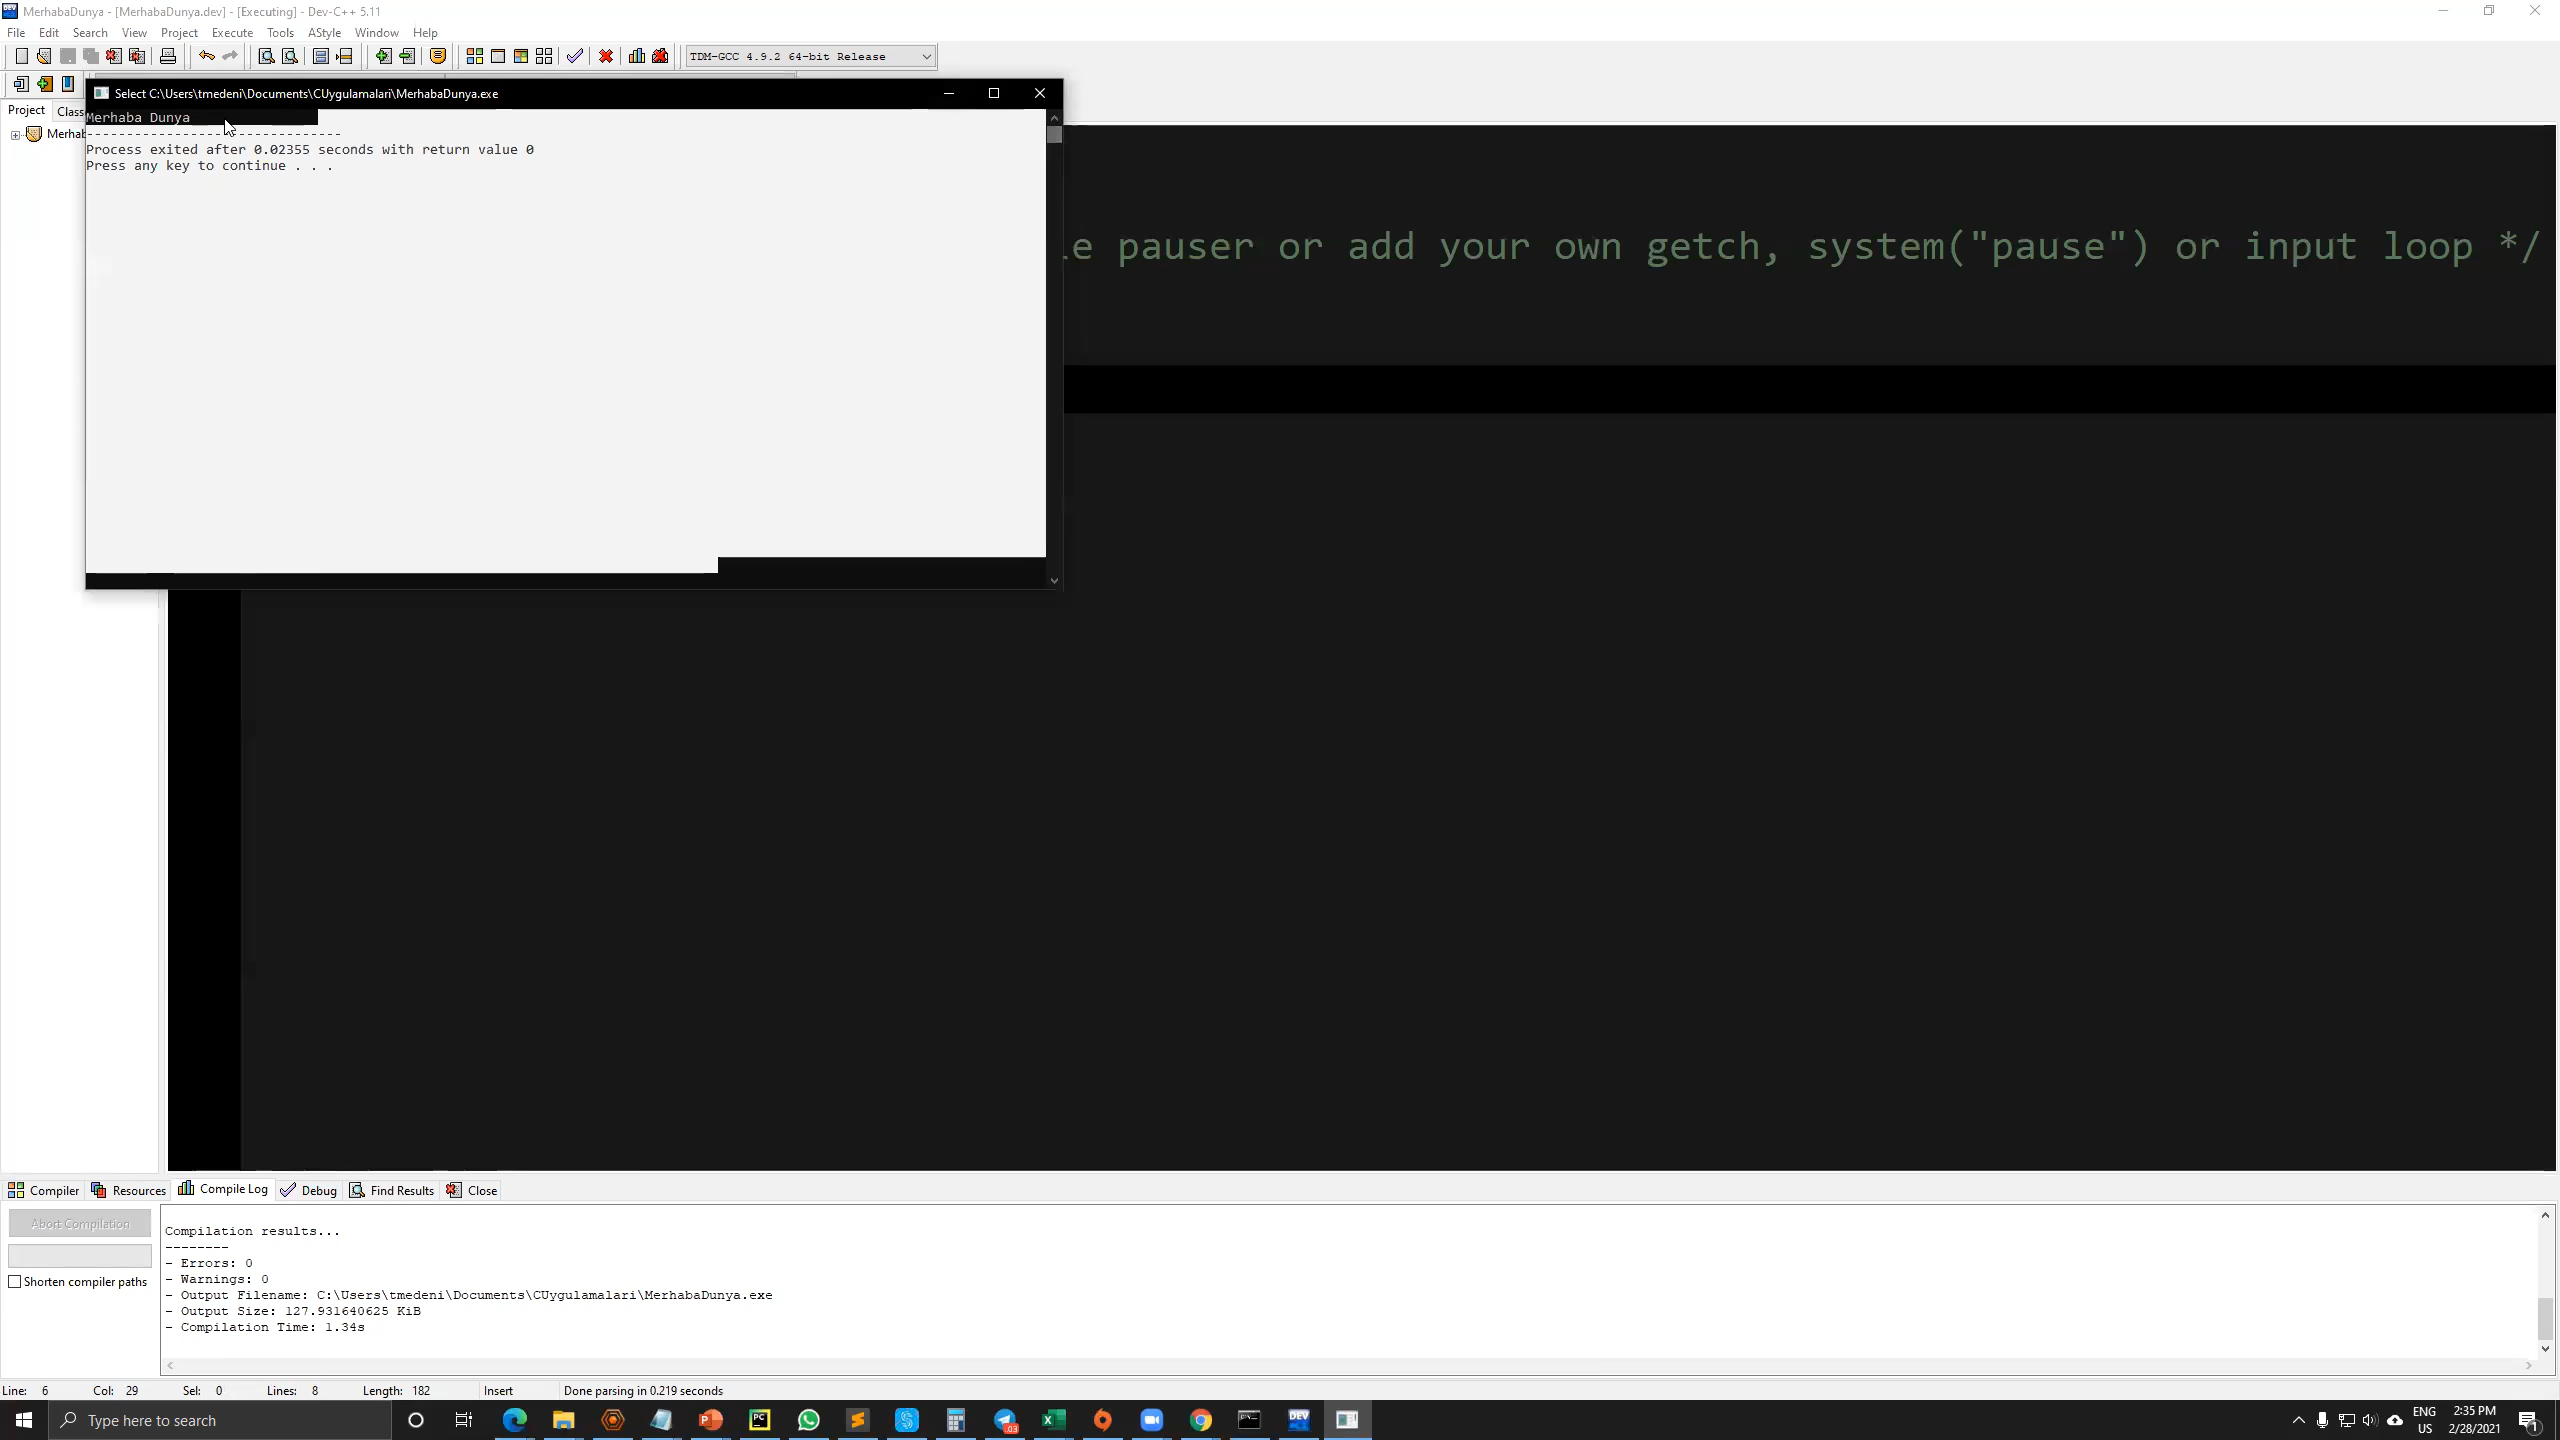 MerhabaDunya - [MerhabaDunya.dev] - [Executing] - Dev-C++ 5.11
File Edit Search View Project Execute Tools AStyle Window Help
TDM-GCC 4.9.2 64-bit Release
Select C:\Users\tmedeni\Documents\CUygulamalari\MerhabaDunya.exe
Project Class
Merhaba Dunya
Merhab
--------------------------------
Process exited after 0.02355 seconds with return value 0
Press any key to continue . . .
le pauser or add your own getch, system("pause") or input loop */
Compiler Resources Compile Log Debug Find Results Close
Abort Compilation
Shorten compiler paths
Compilation results...
--------
- Errors: 0
- Warnings: 0
- Output Filename: C:\Users\tmedeni\Documents\CUygulamalari\MerhabaDunya.exe
- Output Size: 127.931640625 KiB
- Compilation Time: 1.34s
Line: 6 Col: 29 Sel: 0 Lines: 8 Length: 182 Insert Done parsing in 0.219 seconds
Type here to search
ENG
US
2:35 PM
2/28/2021